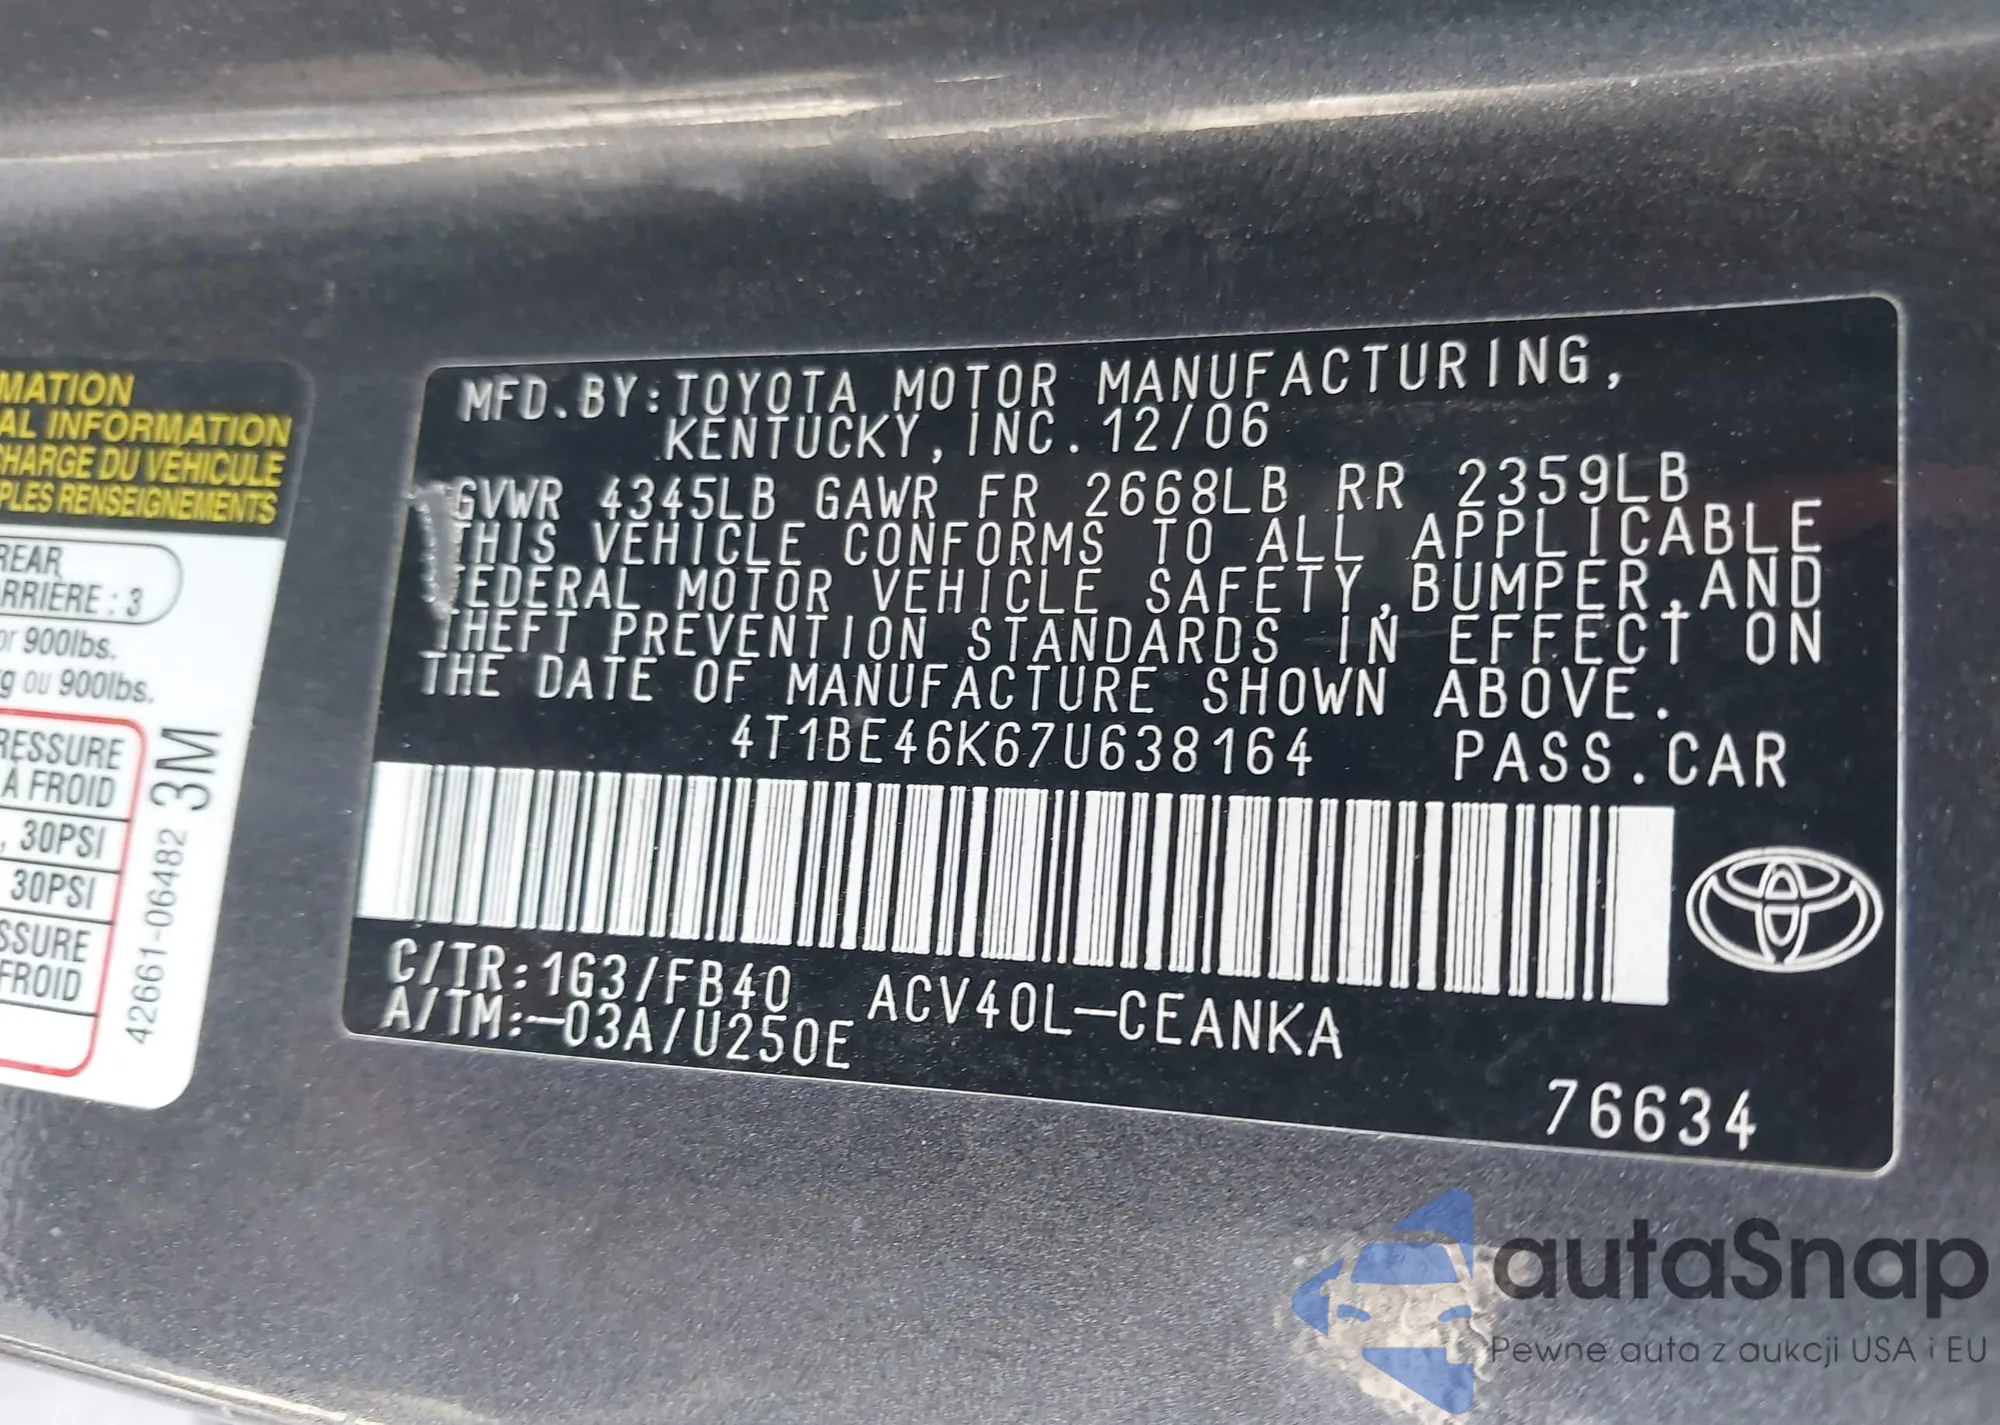 MATION
AL INFORMATION
CHARGE DU VÉHICULE
PLES RENSEIGNEMENTS
REAR
ARRIÈRE : 3
or 900lbs.
g ou 900lbs.
RESSURE
À FROID
, 30PSI
30PSI
SSURE
FROID
42661-06482 3M
MFD.BY:TOYOTA MOTOR MANUFACTURING,
KENTUCKY,INC.12/06
GVWR 4345LB GAWR FR 2668LB RR 2359LB
THIS VEHICLE CONFORMS TO ALL APPLICABLE
FEDERAL MOTOR VEHICLE SAFETY,BUMPER,AND
THEFT PREVENTION STANDARDS IN EFFECT ON
THE DATE OF MANUFACTURE SHOWN ABOVE.
4T1BE46K67U638164 PASS.CAR
C/TR:1G3/FB40 ACV40L-CEANKA
A/TM:-03A/U250E
76634
autaSnap
Pewne auta z aukcji USA i EU